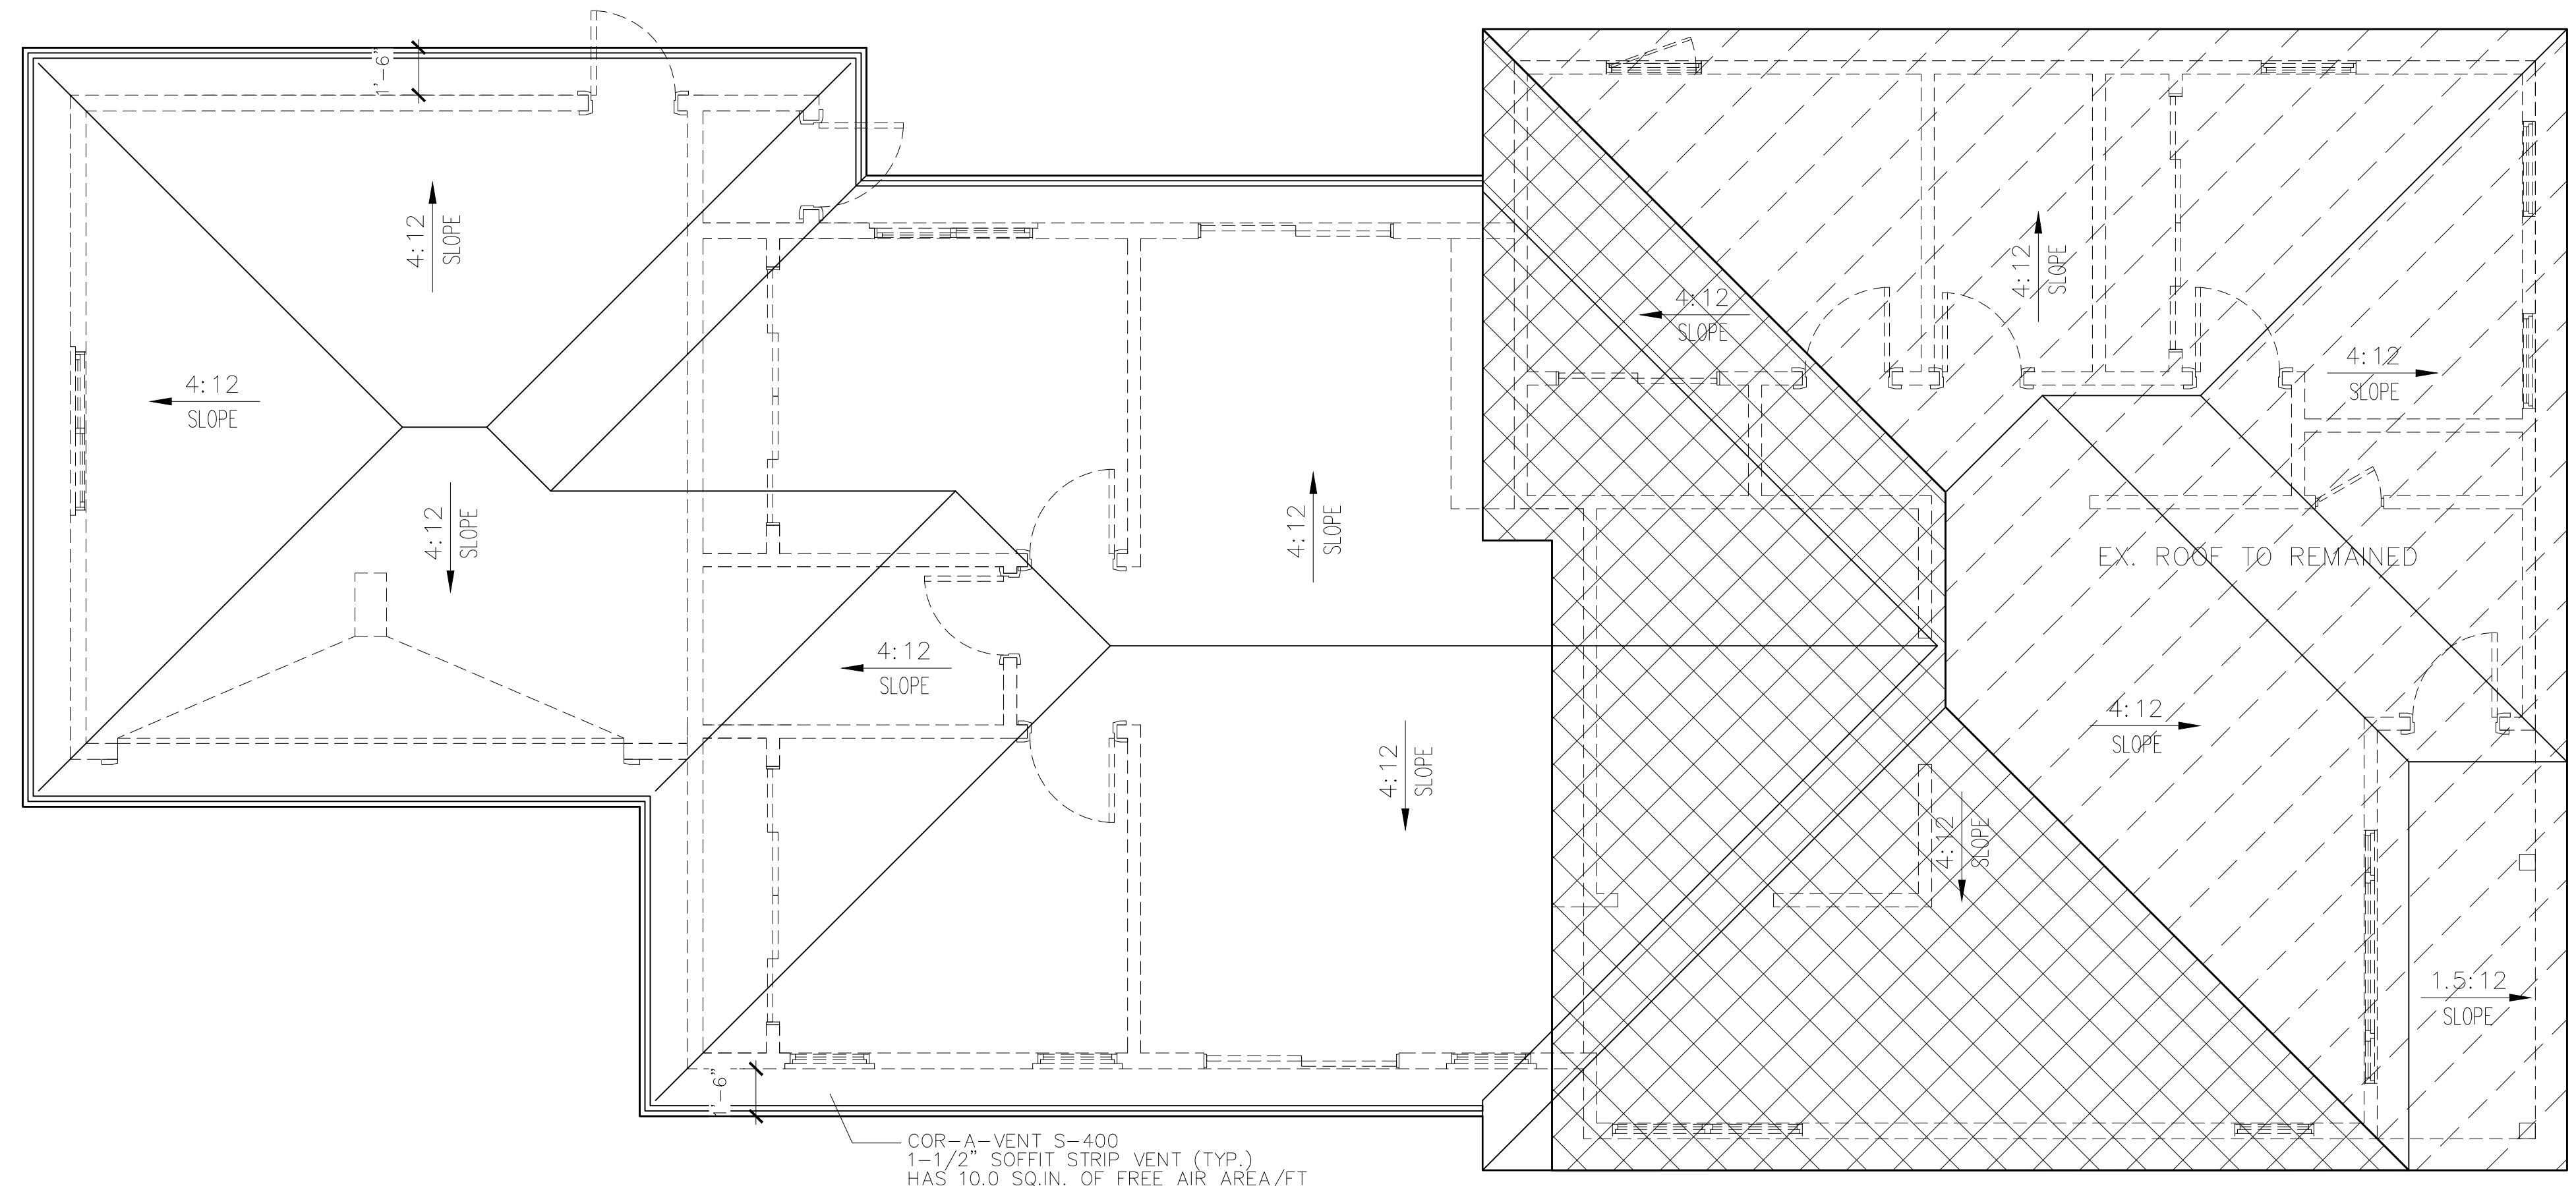 1'-6"
4:12
SLOPE
4:12
SLOPE
4:12
SLOPE
4:12
SLOPE
4:12
SLOPE
4:12
SLOPE
4:12
SLOPE
4:12
SLOPE
4:12
SLOPE
EX. ROOF TO REMAINED
4:12
SLOPE
4:12
SLOPE
1.5:12
SLOPE
1'-6"
COR-A-VENT S-400
1-1/2" SOFFIT STRIP VENT (TYP.)
HAS 10.0 SQ.IN. OF FREE AIR AREA/FT